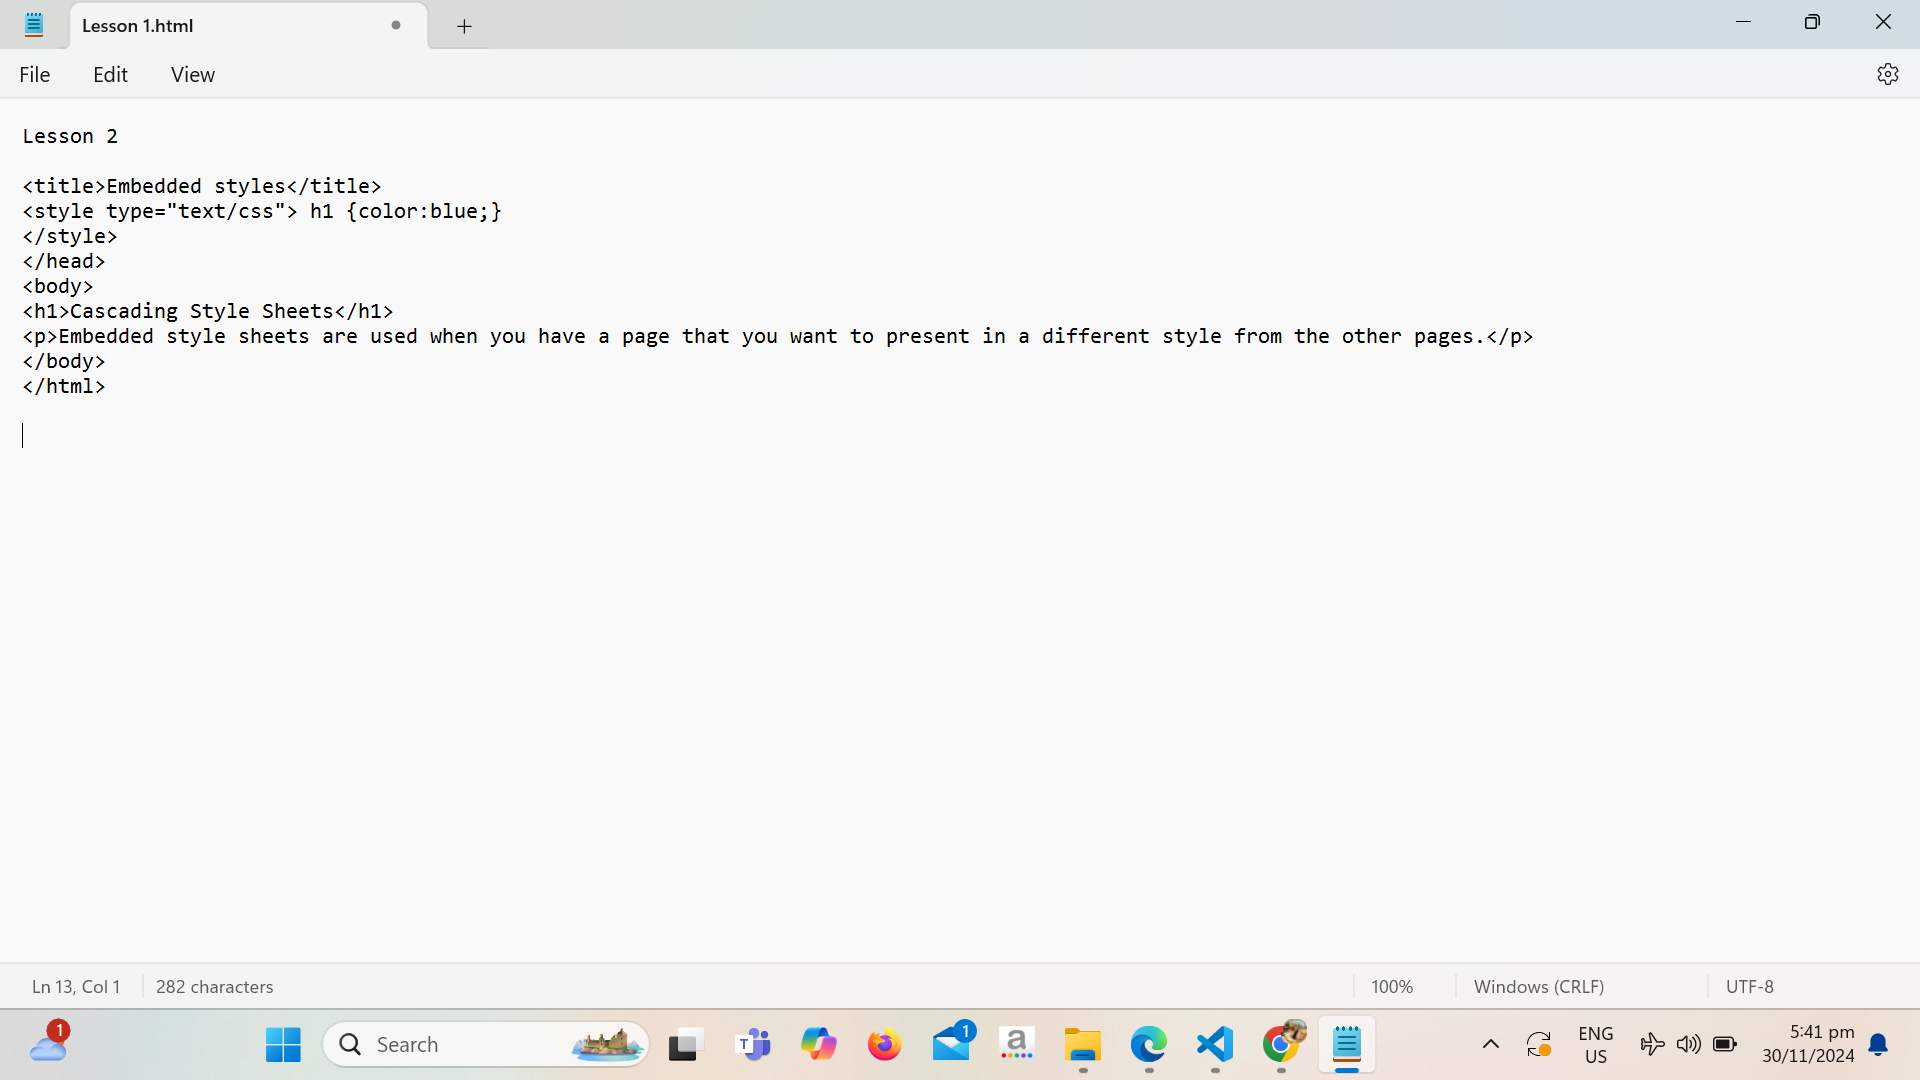 Lesson 1.html
File Edit View
Lesson 2
<title>Embedded styles</title>
<style type="text/css"> h1 {color:blue;}
</style>
</head>
<body>
<h1>Cascading Style Sheets</h1>
<p>Embedded style sheets are used when you have a page that you want to present in a different style from the other pages.</p>
</body>
</html>
Ln 13, Col 1 282 characters 100% Windows (CRLF) UTF-8
1
Search
T
1
a
ENG
US
5:41 pm
30/11/2024